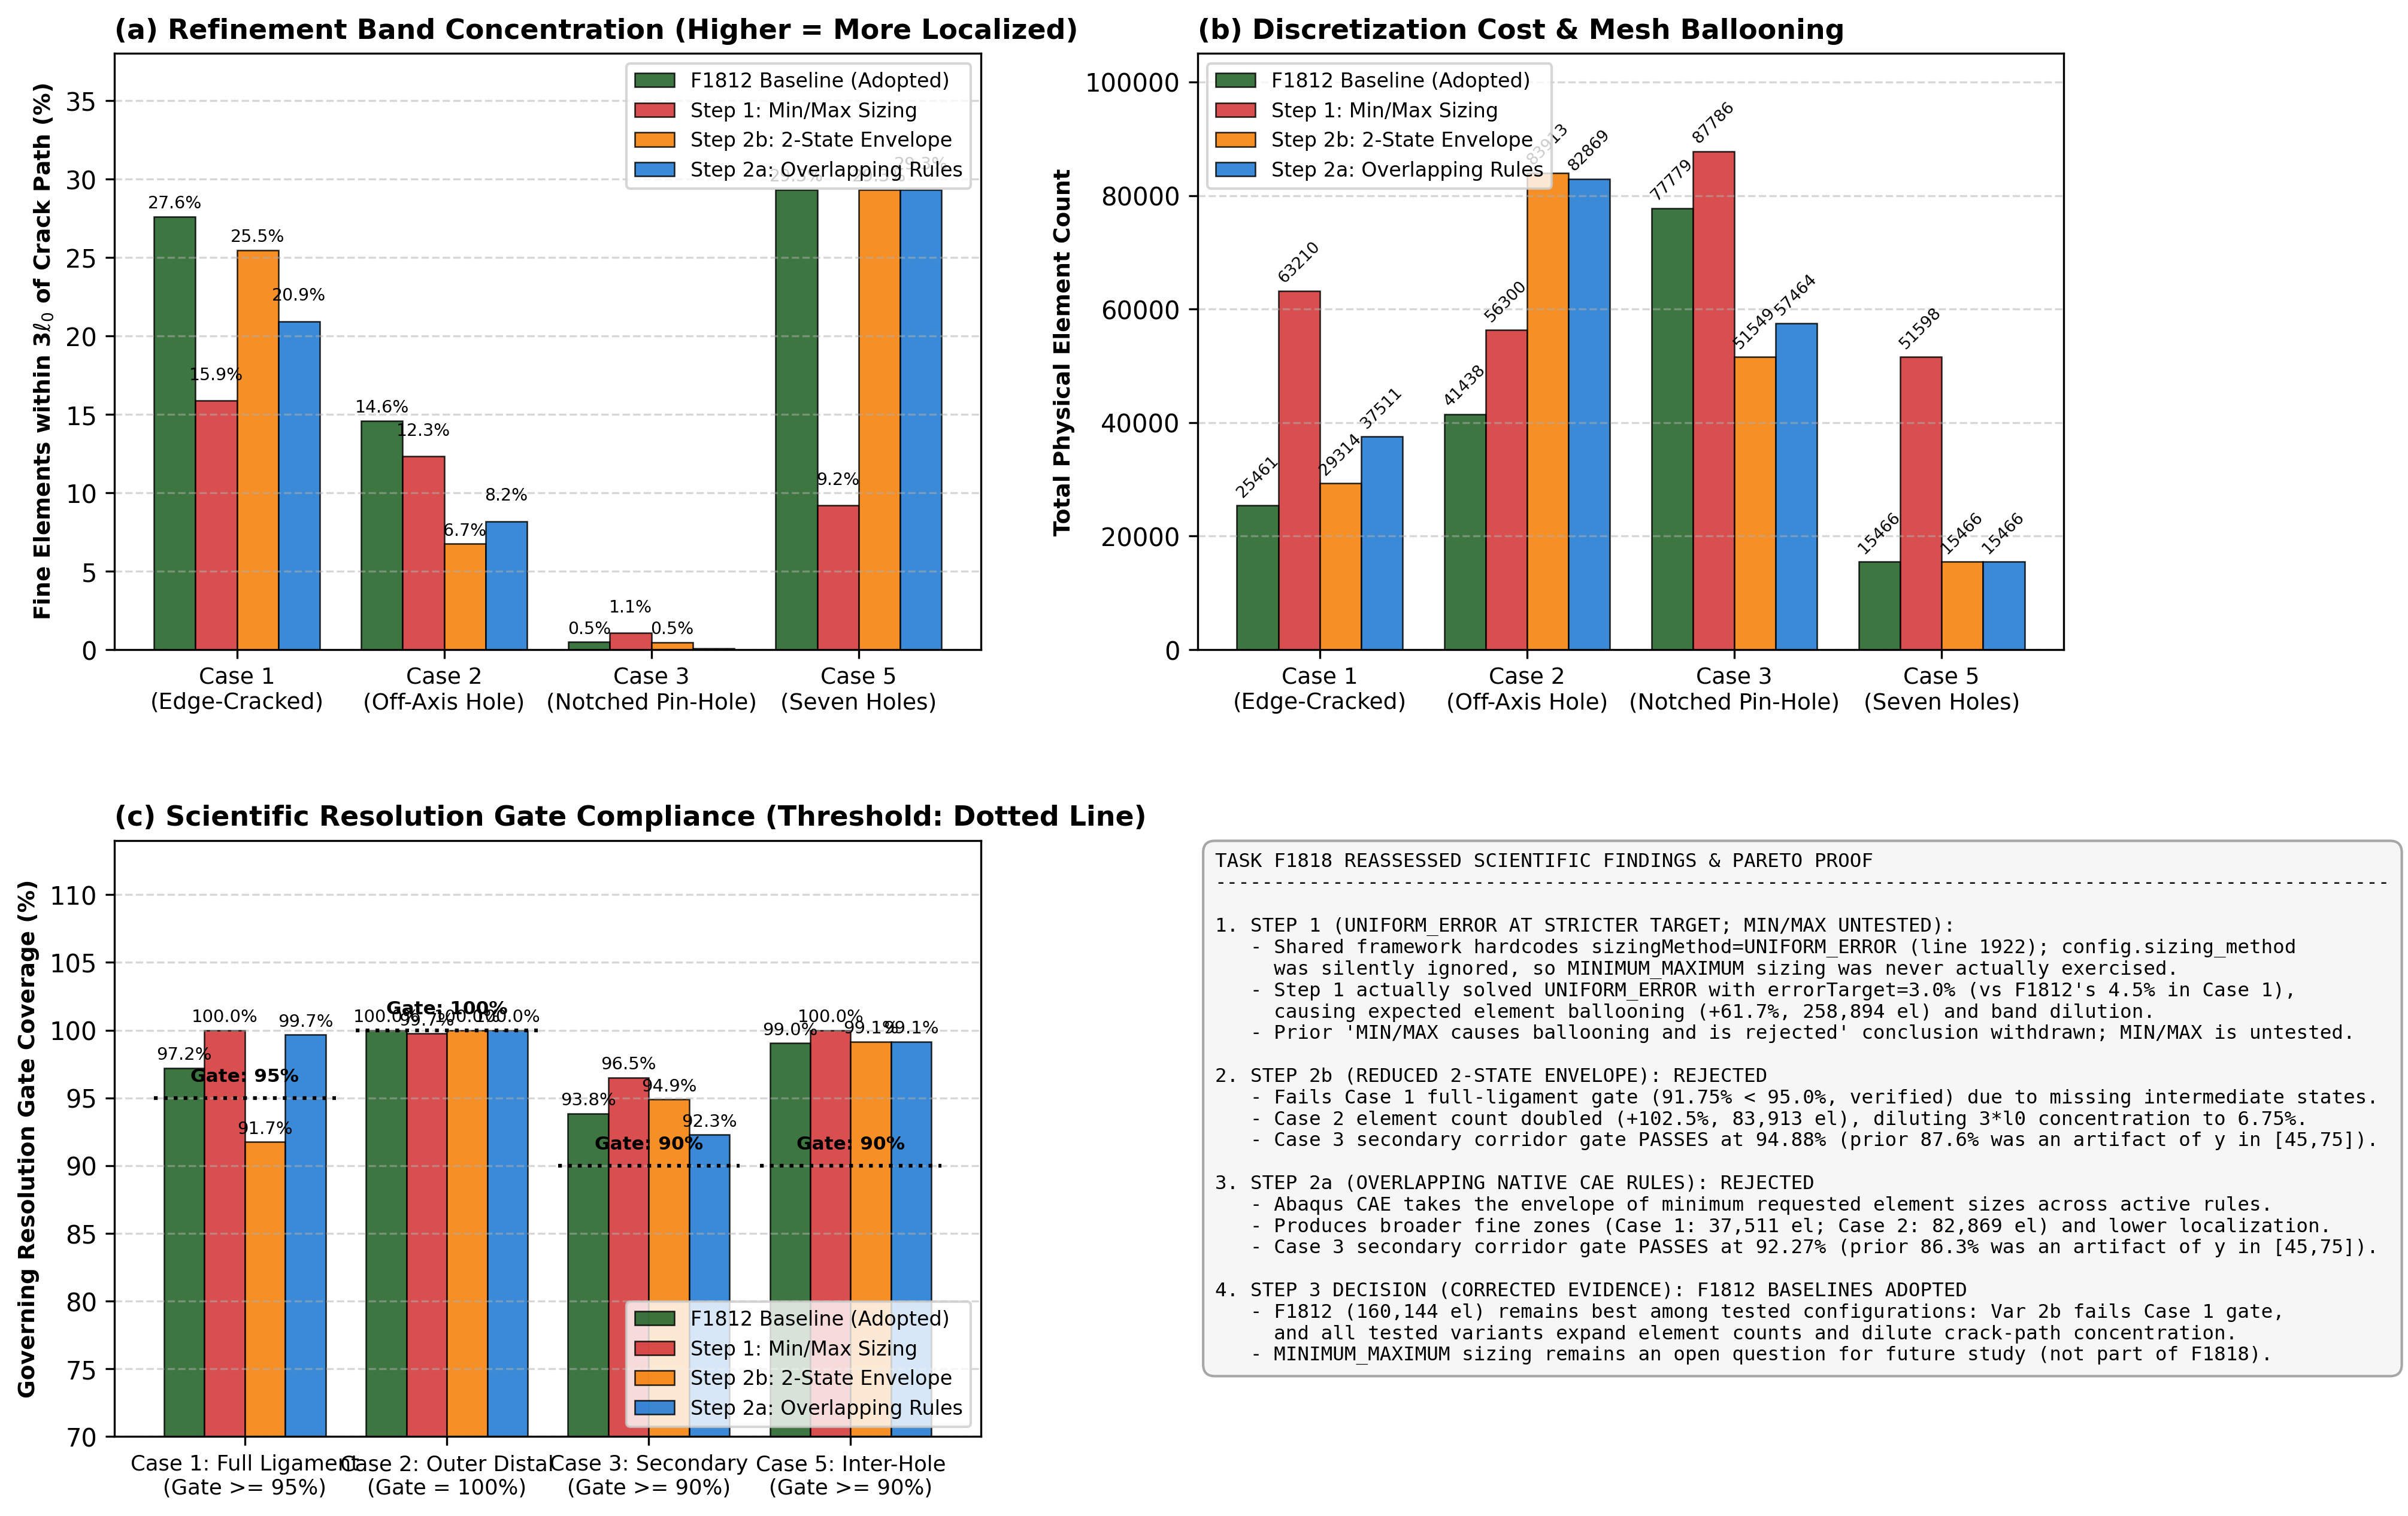 (a) Refinement Band Concentration (Higher = More Localized)
Fine Elements within 3ℓ₀ of Crack Path (%)
35
30
25
20
15
10
5
0
F1812 Baseline (Adopted)
Step 1: Min/Max Sizing
Step 2b: 2-State Envelope
Step 2a: Overlapping Rules
27.6%
15.9%
25.5%
20.9%
14.6%
12.3%
6.7%
8.2%
0.5%
1.1%
0.5%
9.2%
29.3%
Case 1
(Edge-Cracked)
Case 2
(Off-Axis Hole)
Case 3
(Notched Pin-Hole)
Case 5
(Seven Holes)
(b) Discretization Cost & Mesh Ballooning
Total Physical Element Count
100000
80000
60000
40000
20000
0
F1812 Baseline (Adopted)
Step 1: Min/Max Sizing
Step 2b: 2-State Envelope
Step 2a: Overlapping Rules
25461
63210
29314
37511
41438
56300
83913
82869
77779
87786
51549
57464
15466
51598
15466
15466
Case 1
(Edge-Cracked)
Case 2
(Off-Axis Hole)
Case 3
(Notched Pin-Hole)
Case 5
(Seven Holes)
(c) Scientific Resolution Gate Compliance (Threshold: Dotted Line)
Governing Resolution Gate Coverage (%)
110
105
100
95
90
85
80
75
70
97.2%
100.0%
91.7%
99.7%
Gate: 95%
100.0%
99.7%
100.0%
100.0%
Gate: 100%
93.8%
96.5%
94.9%
92.3%
Gate: 90%
99.0%
100.0%
99.1%
99.1%
Gate: 90%
F1812 Baseline (Adopted)
Step 1: Min/Max Sizing
Step 2b: 2-State Envelope
Step 2a: Overlapping Rules
Case 1: Full Ligament
(Gate >= 95%)
Case 2: Outer Distal
(Gate = 100%)
Case 3: Secondary
(Gate >= 90%)
Case 5: Inter-Hole
(Gate >= 90%)
TASK F1818 REASSESSED SCIENTIFIC FINDINGS & PARETO PROOF
----------------------------------------------------------------------------------------------------
1. STEP 1 (UNIFORM_ERROR AT STRICTER TARGET; MIN/MAX UNTESTED):
- Shared framework hardcodes sizingMethod=UNIFORM_ERROR (line 1922); config.sizing_method
was silently ignored, so MINIMUM_MAXIMUM sizing was never actually exercised.
- Step 1 actually solved UNIFORM_ERROR with errorTarget=3.0% (vs F1812's 4.5% in Case 1),
causing expected element ballooning (+61.7%, 258,894 el) and band dilution.
- Prior 'MIN/MAX causes ballooning and is rejected' conclusion withdrawn; MIN/MAX is untested.
2. STEP 2b (REDUCED 2-STATE ENVELOPE): REJECTED
- Fails Case 1 full-ligament gate (91.75% < 95.0%, verified) due to missing intermediate states.
- Case 2 element count doubled (+102.5%, 83,913 el), diluting 3*l0 concentration to 6.75%.
- Case 3 secondary corridor gate PASSES at 94.88% (prior 87.6% was an artifact of y in [45,75]).
3. STEP 2a (OVERLAPPING NATIVE CAE RULES): REJECTED
- Abaqus CAE takes the envelope of minimum requested element sizes across active rules.
- Produces broader fine zones (Case 1: 37,511 el; Case 2: 82,869 el) and lower localization.
- Case 3 secondary corridor gate PASSES at 92.27% (prior 86.3% was an artifact of y in [45,75]).
4. STEP 3 DECISION (CORRECTED EVIDENCE): F1812 BASELINES ADOPTED
- F1812 (160,144 el) remains best among tested configurations: Var 2b fails Case 1 gate,
and all tested variants expand element counts and dilute crack-path concentration.
- MINIMUM_MAXIMUM sizing remains an open question for future study (not part of F1818).